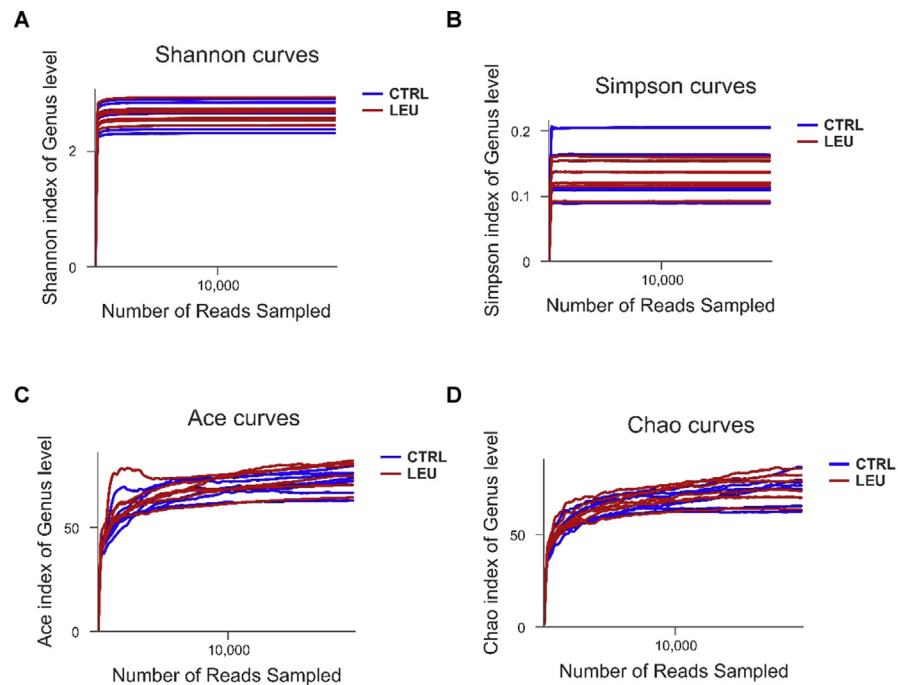 A
Shannon curves
Shannon index of Genus level
2
0
10,000
Number of Reads Sampled
CTRL
LEU
B
Simpson curves
Simpson index of Genus level
0.2
0.1
0
10,000
Number of Reads Sampled
CTRL
LEU
C
Ace curves
Ace index of Genus level
50
0
10,000
Number of Reads Sampled
CTRL
LEU
D
Chao curves
Chao index of Genus level
50
0
10,000
Number of Reads Sampled
CTRL
LEU